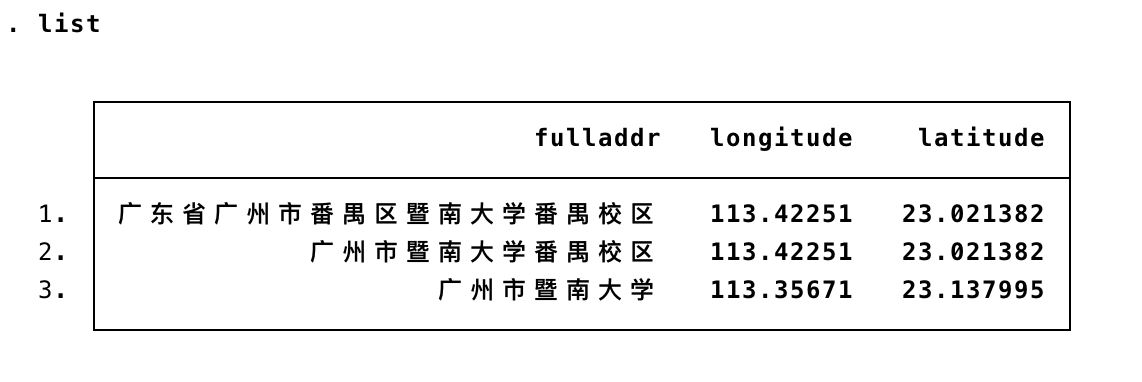 . list
fulladdr longitude latitude
1. 广东省广州市番禺区暨南大学番禺校区 113.42251 23.021382
2. 广州市暨南大学番禺校区 113.42251 23.021382
3. 广州市暨南大学 113.35671 23.137995